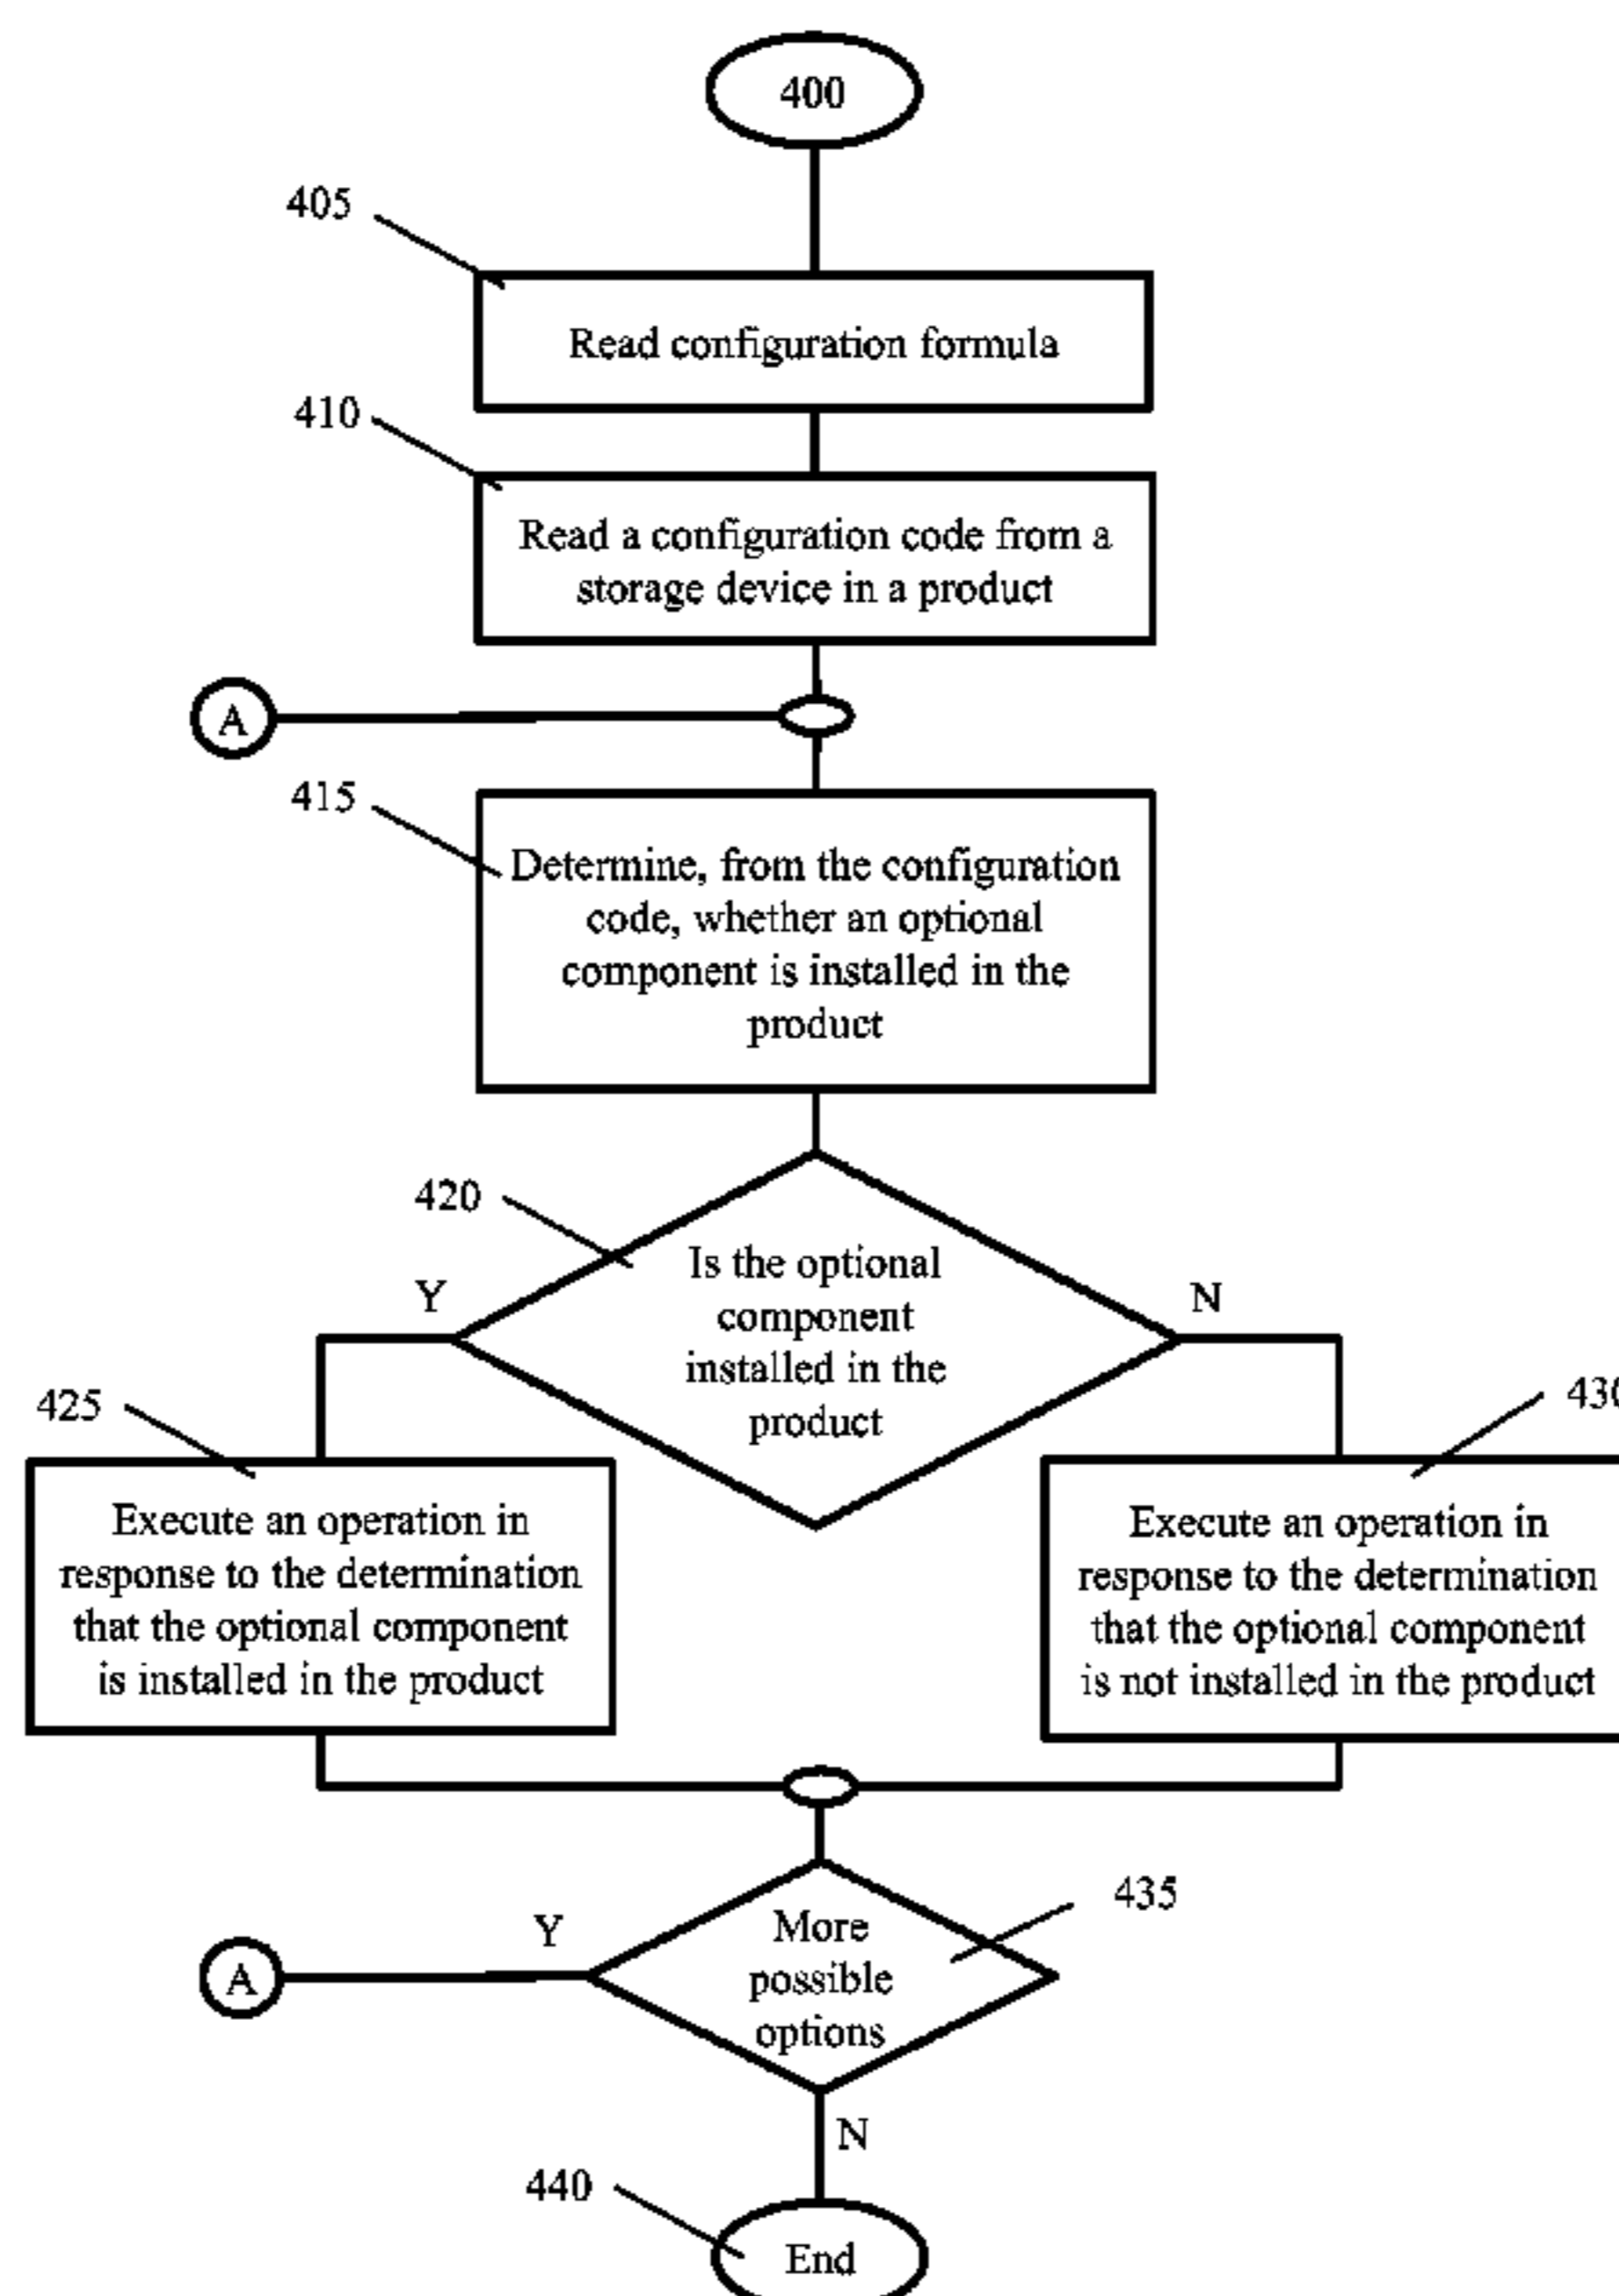 400
405
Read configuration formula
410
Read a configuration code from a
storage device in a product
A
415
Determine, from the configuration
code, whether an optional
component is installed in the
product
420
Is the optional
component
installed in the
product
Y
N
425
430
Execute an operation in
response to the determination
that the optional component
is installed in the product
Execute an operation in
response to the determination
that the optional component
is not installed in the product
435
More
possible
options
Y
A
N
440
End